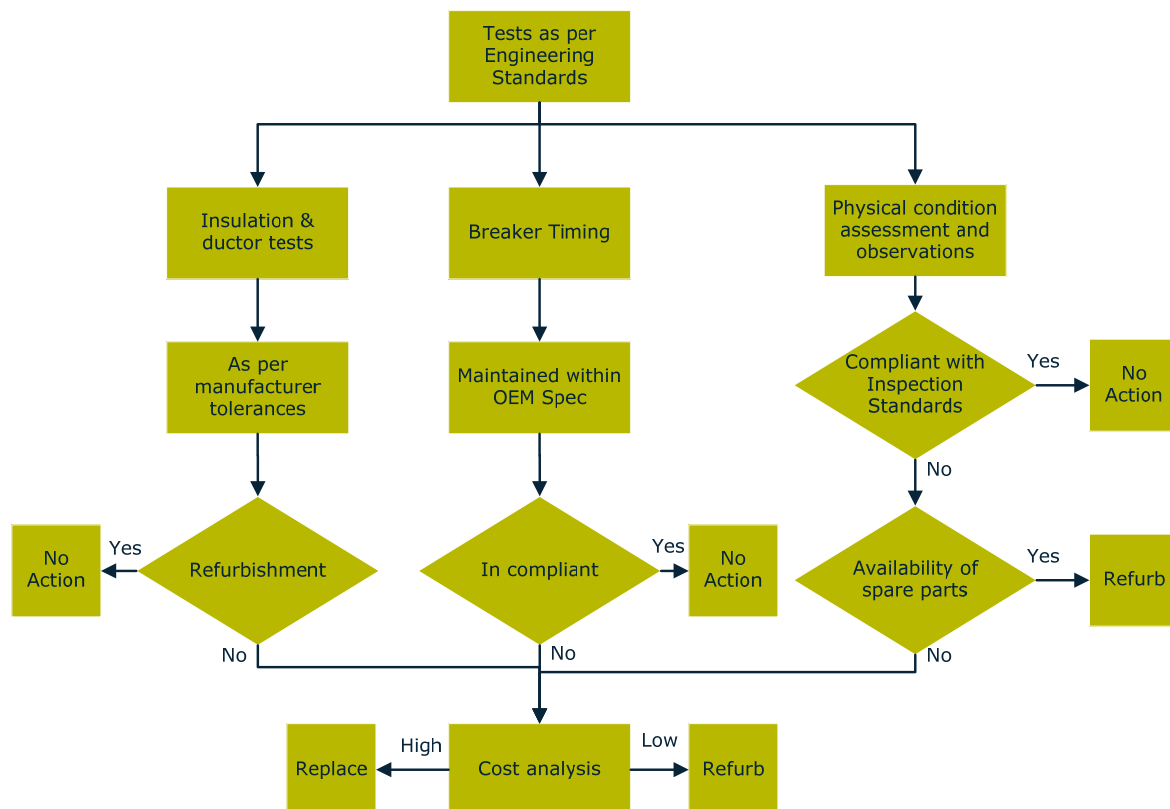 Tests as per
Engineering
Standards
Insulation &
ductor tests
Breaker Timing
Physical condition
assessment and
observations
As per
manufacturer
tolerances
Maintained within
OEM Spec
Compliant with
Inspection
Standards
Yes
No
Action
No
No
Action
Yes
Refurbishment
In compliant
Yes
No
Action
Availability of
spare parts
Yes
Refurb
No
No
No
Replace
High
Cost analysis
Low
Refurb